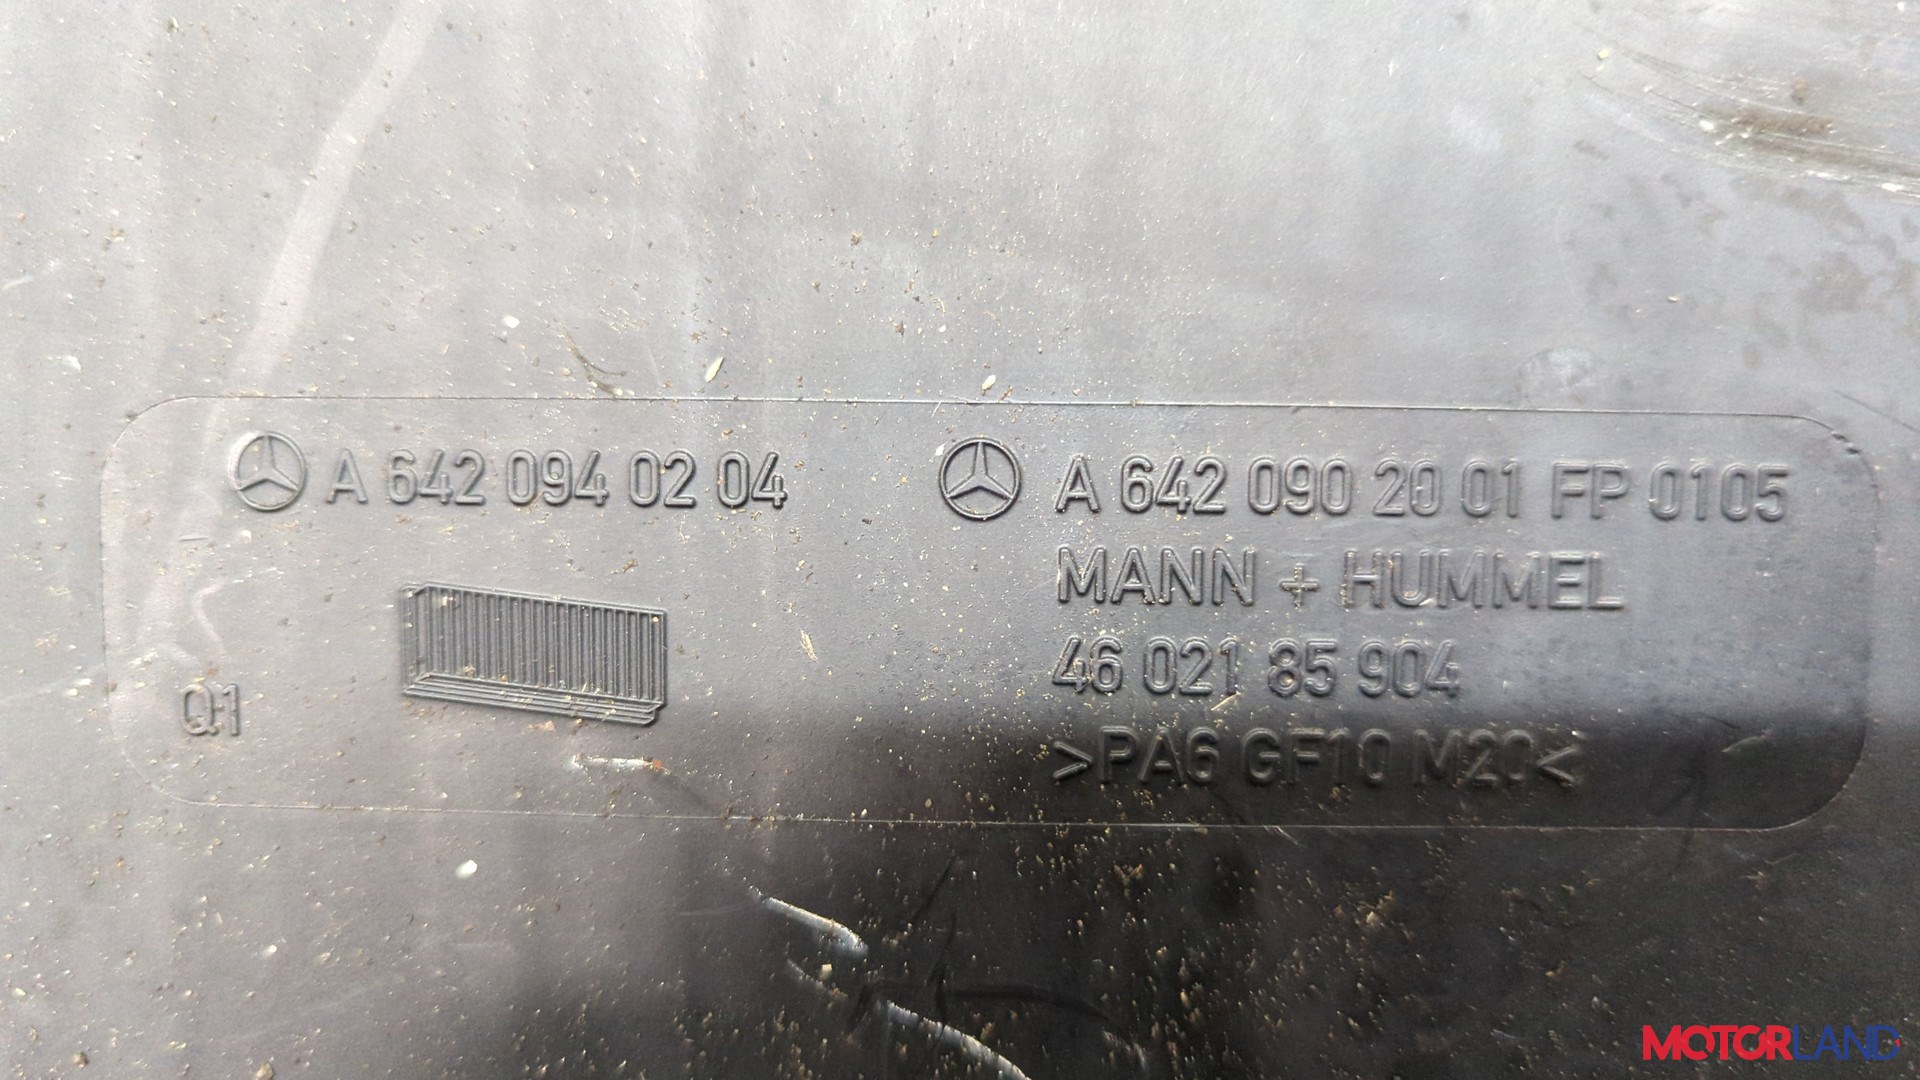 A 642 094 02 04
A 642 090 20 01 FP 0105
MANN + HUMMEL
46 021 85 904
Q1
>PA6 GF10 M20<
MOTORLAND